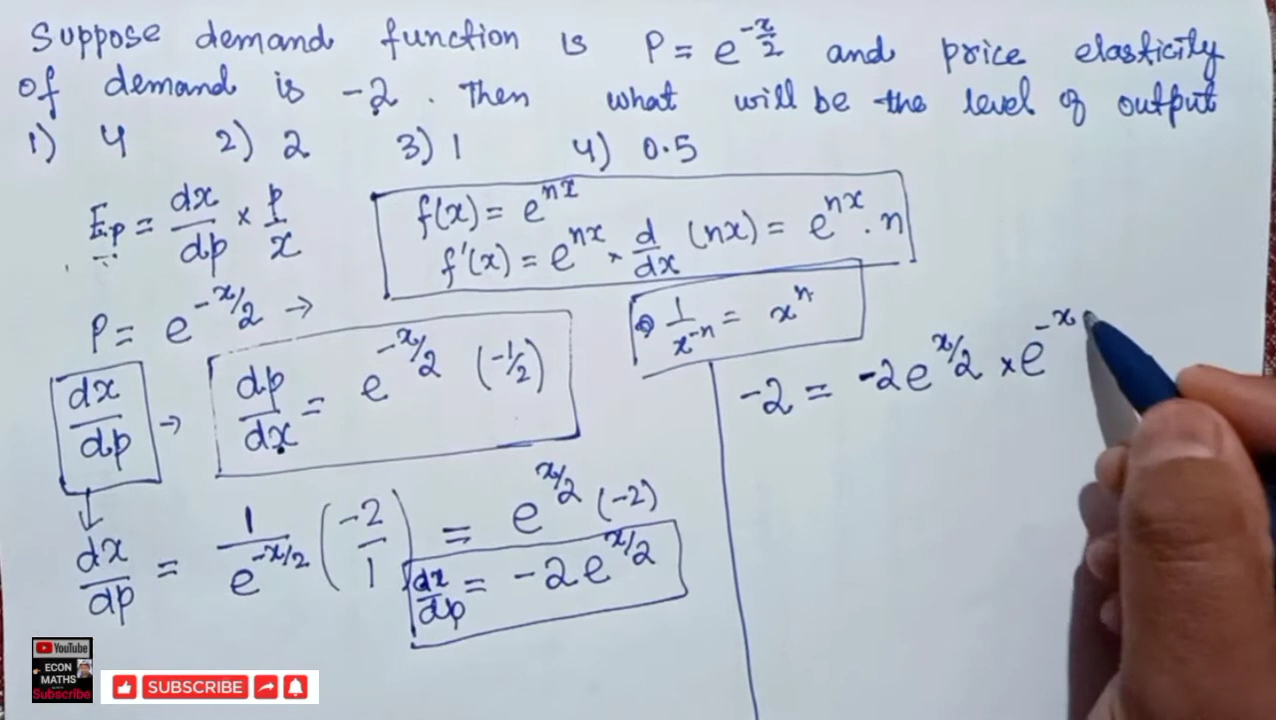 Suppose demand function is P = e^{-x/2} and price elasticity
of demand is -2. Then what will be the level of output
1) 4 2) 2 3) 1 4) 0.5
Ep = dx/dp × p/x
f(x) = e^{nx}
f'(x) = e^{nx} × d/dx (nx) = e^{nx} . n
P = e^{-x/2} →
1/x^{-n} = x^n
dx/dp → dp/dx = e^{-x/2} (-1/2)
-2 = -2e^{x/2} × e^{-x
dx/dp = 1/e^{-x/2} (-2/1) = e^{x/2} (-2)
dx/dp = -2e^{x/2}
YouTube
ECON
MATHS
Subscribe
SUBSCRIBE